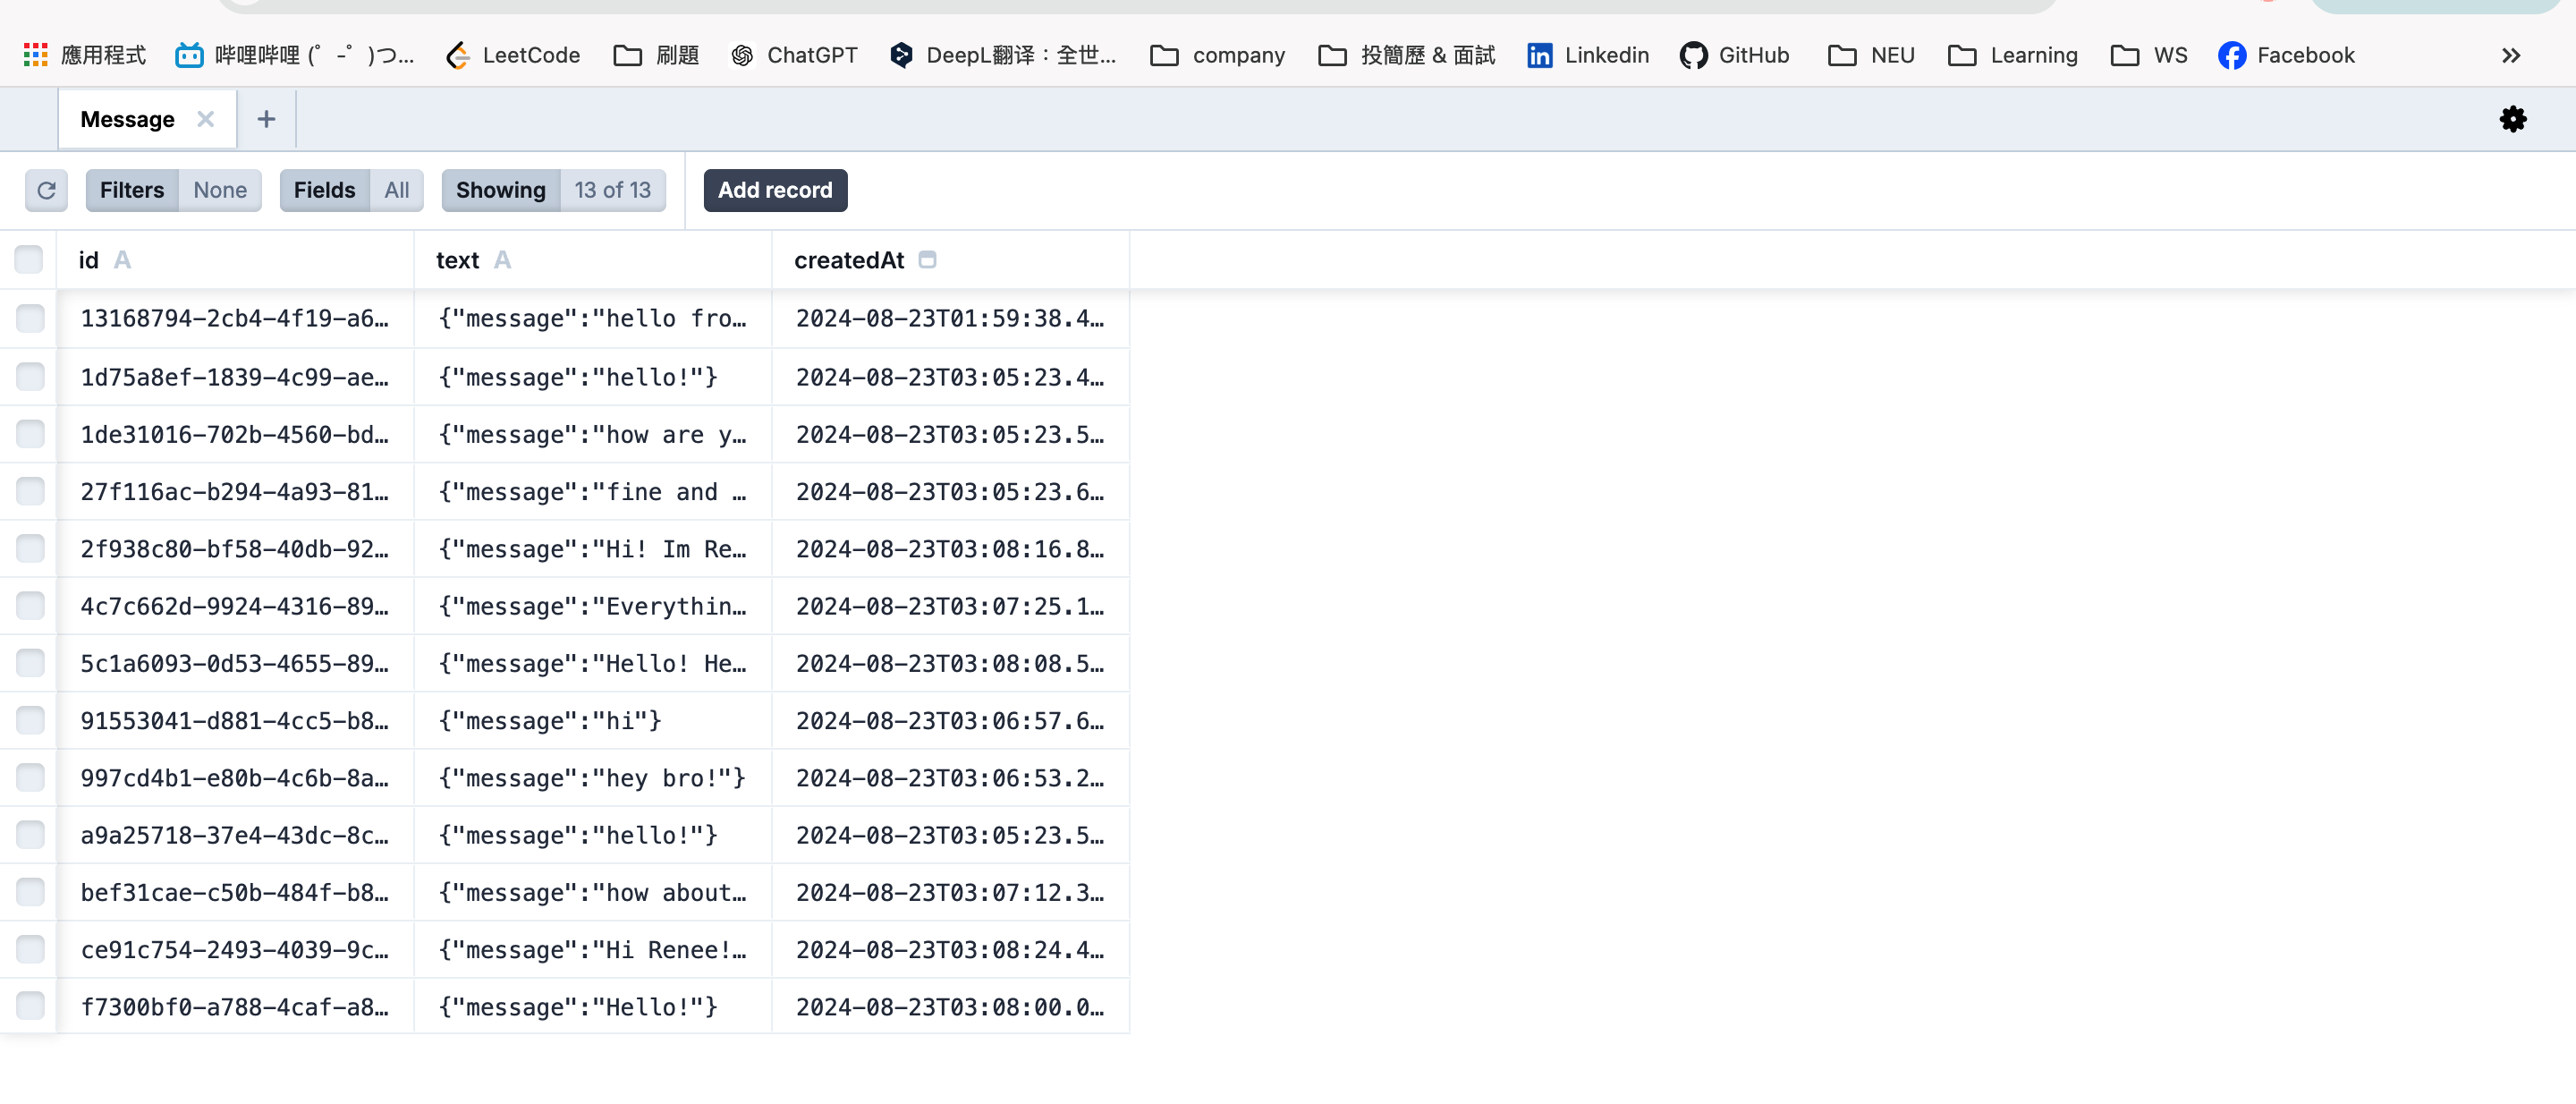 應用程式 哔哩哔哩 (゜-゜)つ... LeetCode 刷題 ChatGPT DeepL翻译：全世... company 投簡歷 & 面試 Linkedin GitHub NEU Learning WS Facebook »
Message × +
Filters None Fields All Showing 13 of 13 Add record
id A text A createdAt
13168794-2cb4-4f19-a6… {"message":"hello fro… 2024-08-23T01:59:38.4…
1d75a8ef-1839-4c99-ae… {"message":"hello!"} 2024-08-23T03:05:23.4…
1de31016-702b-4560-bd… {"message":"how are y… 2024-08-23T03:05:23.5…
27f116ac-b294-4a93-81… {"message":"fine and … 2024-08-23T03:05:23.6…
2f938c80-bf58-40db-92… {"message":"Hi! Im Re… 2024-08-23T03:08:16.8…
4c7c662d-9924-4316-89… {"message":"Everythin… 2024-08-23T03:07:25.1…
5c1a6093-0d53-4655-89… {"message":"Hello! He… 2024-08-23T03:08:08.5…
91553041-d881-4cc5-b8… {"message":"hi"} 2024-08-23T03:06:57.6…
997cd4b1-e80b-4c6b-8a… {"message":"hey bro!"} 2024-08-23T03:06:53.2…
a9a25718-37e4-43dc-8c… {"message":"hello!"} 2024-08-23T03:05:23.5…
bef31cae-c50b-484f-b8… {"message":"how about… 2024-08-23T03:07:12.3…
ce91c754-2493-4039-9c… {"message":"Hi Renee!… 2024-08-23T03:08:24.4…
f7300bf0-a788-4caf-a8… {"message":"Hello!"} 2024-08-23T03:08:00.0…